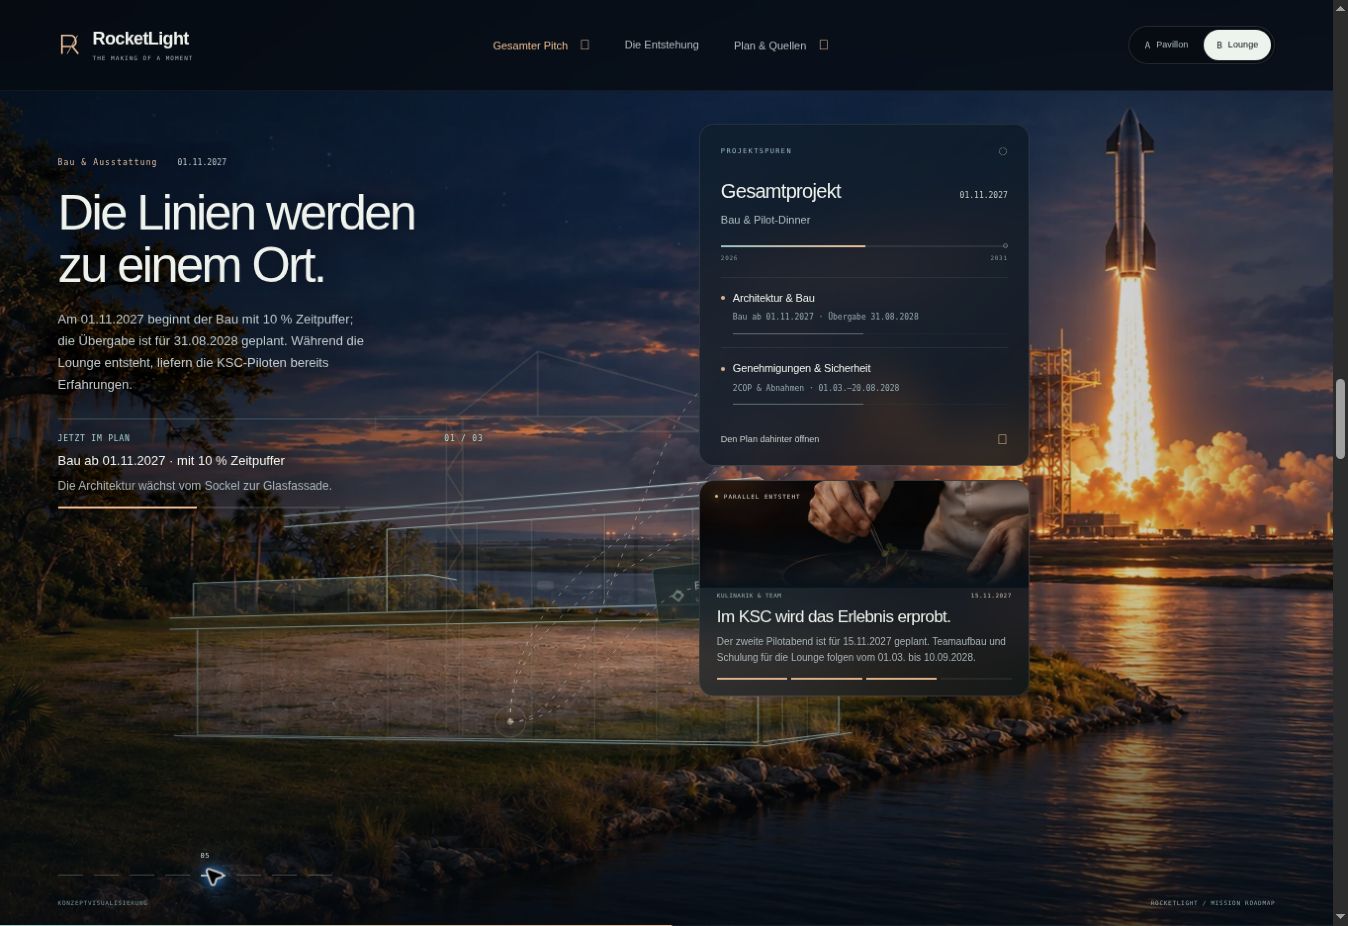 RocketLight
THE MAKING OF A MOMENT
Gesamter Pitch
Die Entstehung
Plan & Quellen
A Pavillon
B Lounge
Bau & Ausstattung 01.11.2027
Die Linien werden
zu einem Ort.
Am 01.11.2027 beginnt der Bau mit 10 % Zeitpuffer;
die Übergabe ist für 31.08.2028 geplant. Während die
Lounge entsteht, liefern die KSC-Piloten bereits
Erfahrungen.
JETZT IM PLAN 01 / 03
Bau ab 01.11.2027 · mit 10 % Zeitpuffer
Die Architektur wächst vom Sockel zur Glasfassade.
PROJEKTSPUREN
Gesamtprojekt 01.11.2027
Bau & Pilot-Dinner
2026 2031
Architektur & Bau
Bau ab 01.11.2027 · Übergabe 31.08.2028
Genehmigungen & Sicherheit
2COP & Abnahmen · 01.03.–20.08.2028
Den Plan dahinter öffnen
PARALLEL ENTSTEHT
KULINARIK & TEAM 15.11.2027
Im KSC wird das Erlebnis erprobt.
Der zweite Pilotabend ist für 15.11.2027 geplant. Teamaufbau und
Schulung für die Lounge folgen vom 01.03. bis 10.09.2028.
05
KONZEPTVISUALISIERUNG
ROCKETLIGHT / MISSION ROADMAP